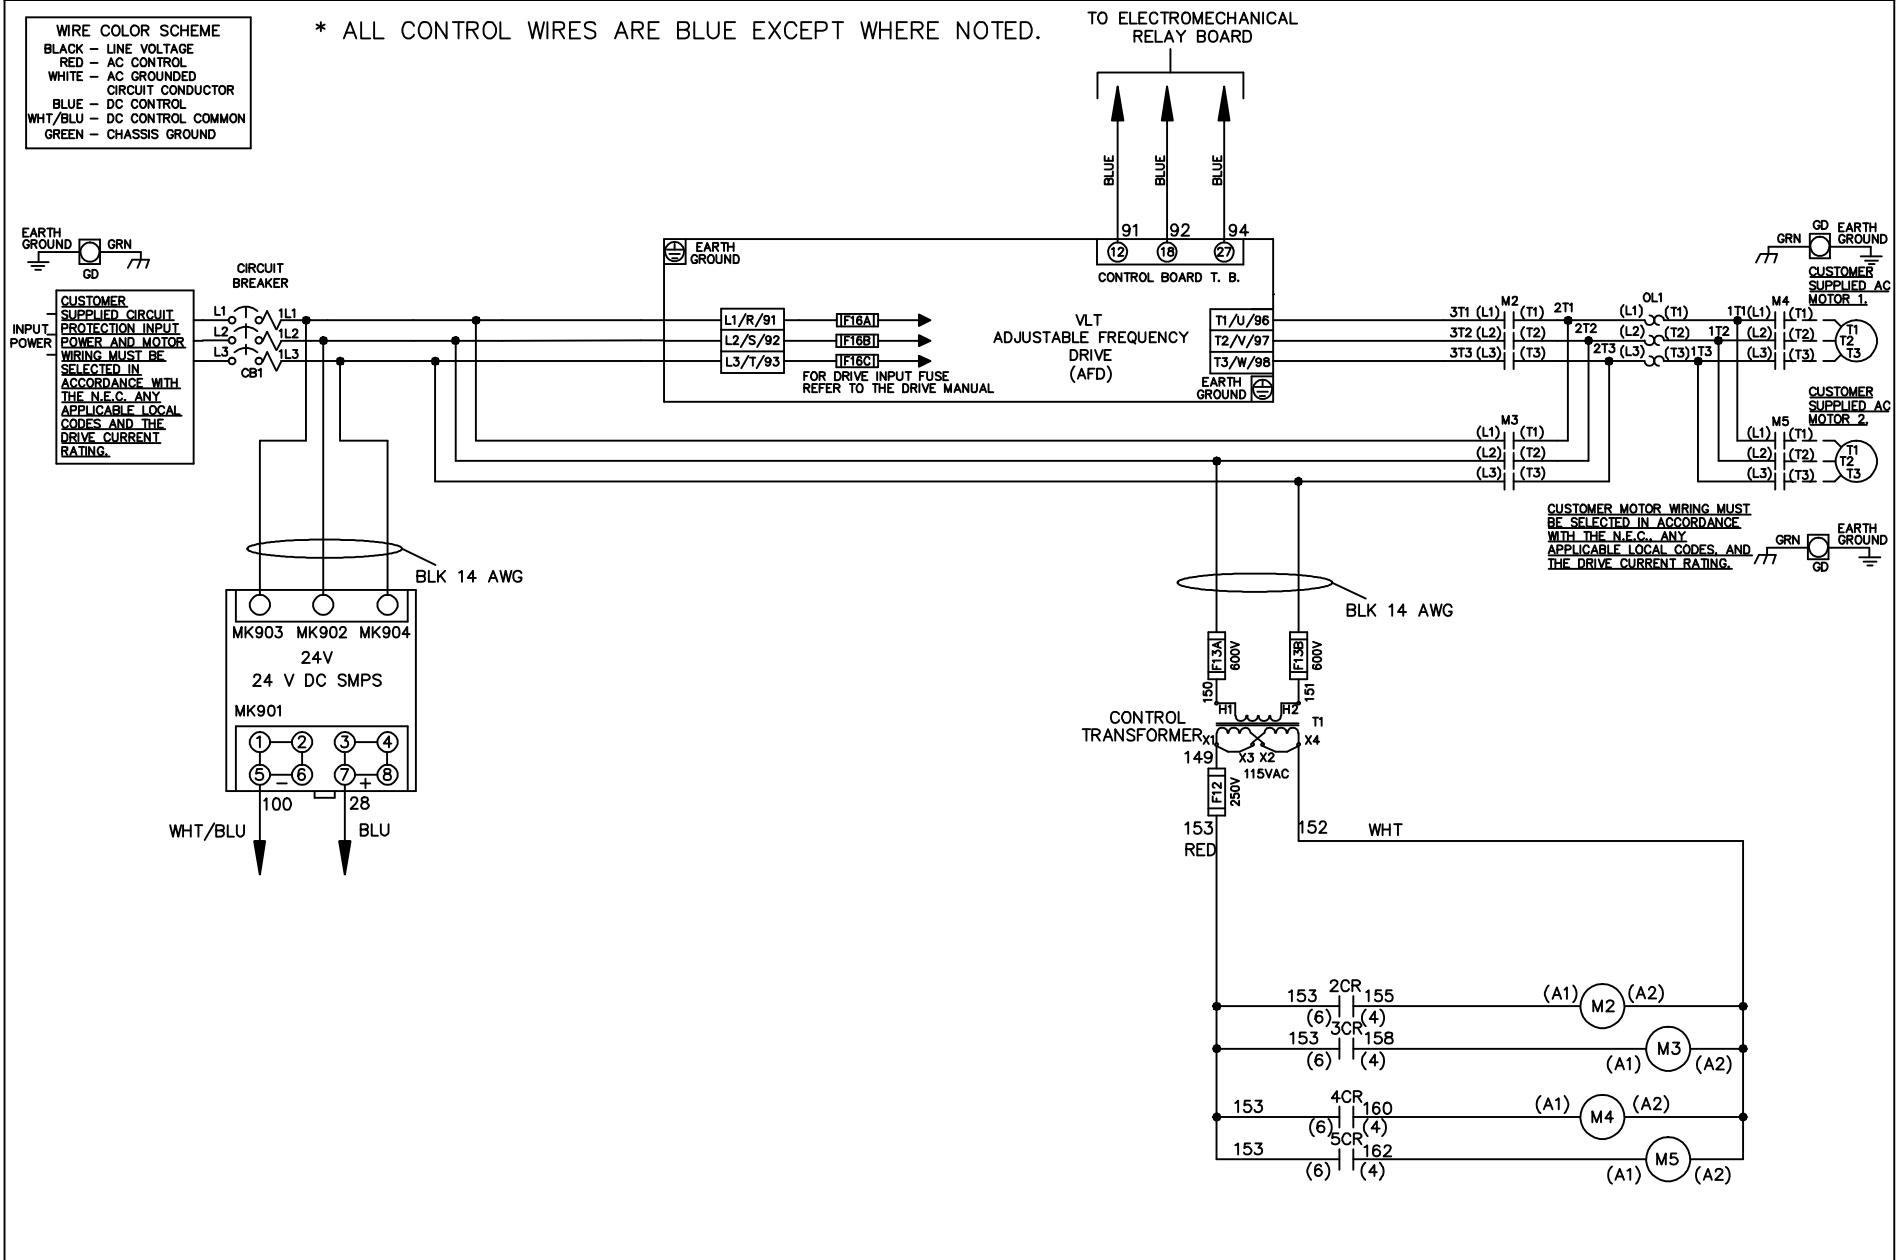 WIRE COLOR SCHEME
BLACK – LINE VOLTAGE
RED – AC CONTROL
WHITE – AC GROUNDED
CIRCUIT CONDUCTOR
BLUE – DC CONTROL
WHT/BLU – DC CONTROL COMMON
GREEN – CHASSIS GROUND
* ALL CONTROL WIRES ARE BLUE EXCEPT WHERE NOTED.
TO ELECTROMECHANICAL
RELAY BOARD
BLUE
BLUE
BLUE
91 92 94
12 18 27
CONTROL BOARD T. B.
EARTH
GROUND
GRN
GD
CIRCUIT
BREAKER
CUSTOMER
SUPPLIED CIRCUIT
PROTECTION INPUT
POWER AND MOTOR
WIRING MUST BE
SELECTED IN
ACCORDANCE WITH
THE N.E.C. ANY
APPLICABLE LOCAL
CODES AND THE
DRIVE CURRENT
RATING.
INPUT
POWER
L1 1L1
L2 1L2
L3 1L3
CB1
EARTH
GROUND
L1/R/91 IF16A
L2/S/92 IF16B
L3/T/93 IF16C
FOR DRIVE INPUT FUSE
REFER TO THE DRIVE MANUAL
VLT
ADJUSTABLE FREQUENCY
DRIVE
(AFD)
T1/U/96
T2/V/97
T3/W/98
EARTH
GROUND
M2 OL1 M4
3T1 (L1) (T1) 2T1 (L1) (T1) 1T1 (L1) (T1)
3T2 (L2) (T2) 2T2 (L2) (T2) 1T2 (L2) (T2)
3T3 (L3) (T3) 2T3 (L3) (T3) 1T3 (L3) (T3)
T1
T2
T3
GD EARTH
GRN GROUND
CUSTOMER
SUPPLIED AC
MOTOR 1.
CUSTOMER
SUPPLIED AC
MOTOR 2.
M3
(L1) (T1)
(L2) (T2)
(L3) (T3)
M5
(L1) (T1)
(L2) (T2)
(L3) (T3)
T1
T2
T3
CUSTOMER MOTOR WIRING MUST
BE SELECTED IN ACCORDANCE
WITH THE N.E.C., ANY
APPLICABLE LOCAL CODES, AND
THE DRIVE CURRENT RATING.
EARTH
GRN GROUND
GD
BLK 14 AWG
MK903 MK902 MK904
24V
24 V DC SMPS
MK901
1 2 3 4
5 – 6 7 + 8
100 28
WHT/BLU BLU
BLK 14 AWG
F13A 600V
F13B 600V
150 151
H1 H2
T1
CONTROL
TRANSFORMER
X1 X3 X2 X4
149
115VAC
F12 250V
153 152 WHT
RED
2CR
153 155 (A1) M2 (A2)
(6) (4)
3CR
153 158 M3
(6) (4) (A1) (A2)
4CR
153 160 (A1) M4 (A2)
(6) (4)
5CR
153 162 M5
(6) (4) (A1) (A2)